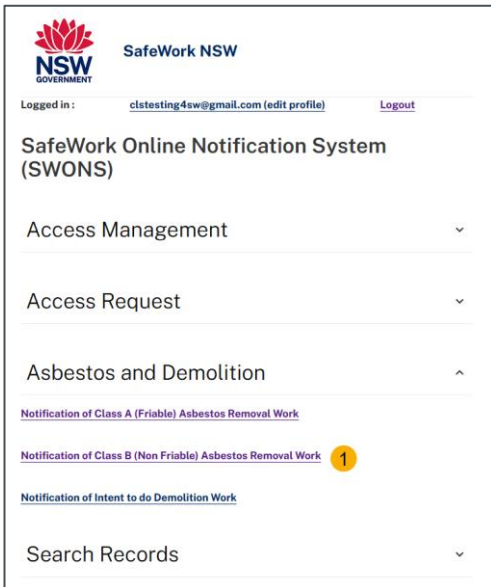 NSW
GOVERNMENT
SafeWork NSW
Logged in : clstesting4sw@gmail.com (edit profile) Logout
SafeWork Online Notification System
(SWONS)
Access Management
Access Request
Asbestos and Demolition
Notification of Class A (Friable) Asbestos Removal Work
Notification of Class B (Non Friable) Asbestos Removal Work 1
Notification of Intent to do Demolition Work
Search Records